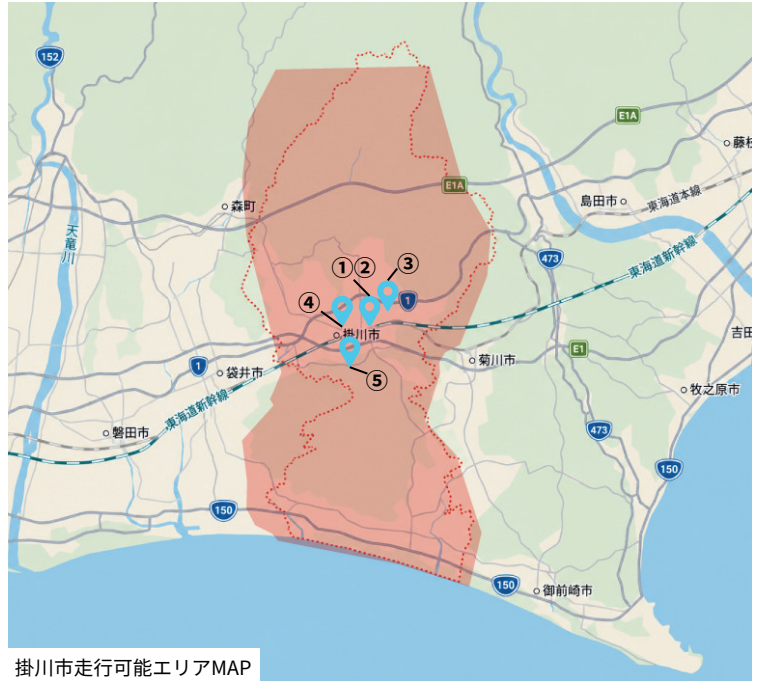 152
E1A
藤枝
島田市
東海道本線
E1A
森町
天竜川
473
東海道新幹線
①②
③
1
④
掛川市
吉田
1
袋井市
菊川市
E1
⑤
牧之原市
東海道新幹線
磐田市
473
150
150
150
御前崎市
掛川市走行可能エリアMAP